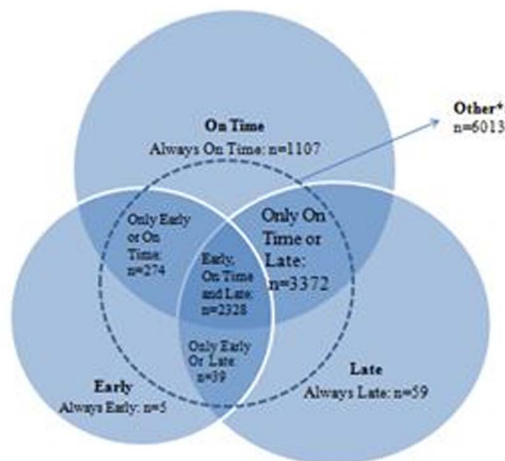 On Time
Always On Time: n=1107
Other*:
n=6013
Only Early
or On
Time:
n=274
Only On
Time or
Late:
n=3372
Early,
On Time
and Late:
n=2328
Only Early
Or Late:
n=39
Early
Always Early: n=5
Late
Always Late: n=59